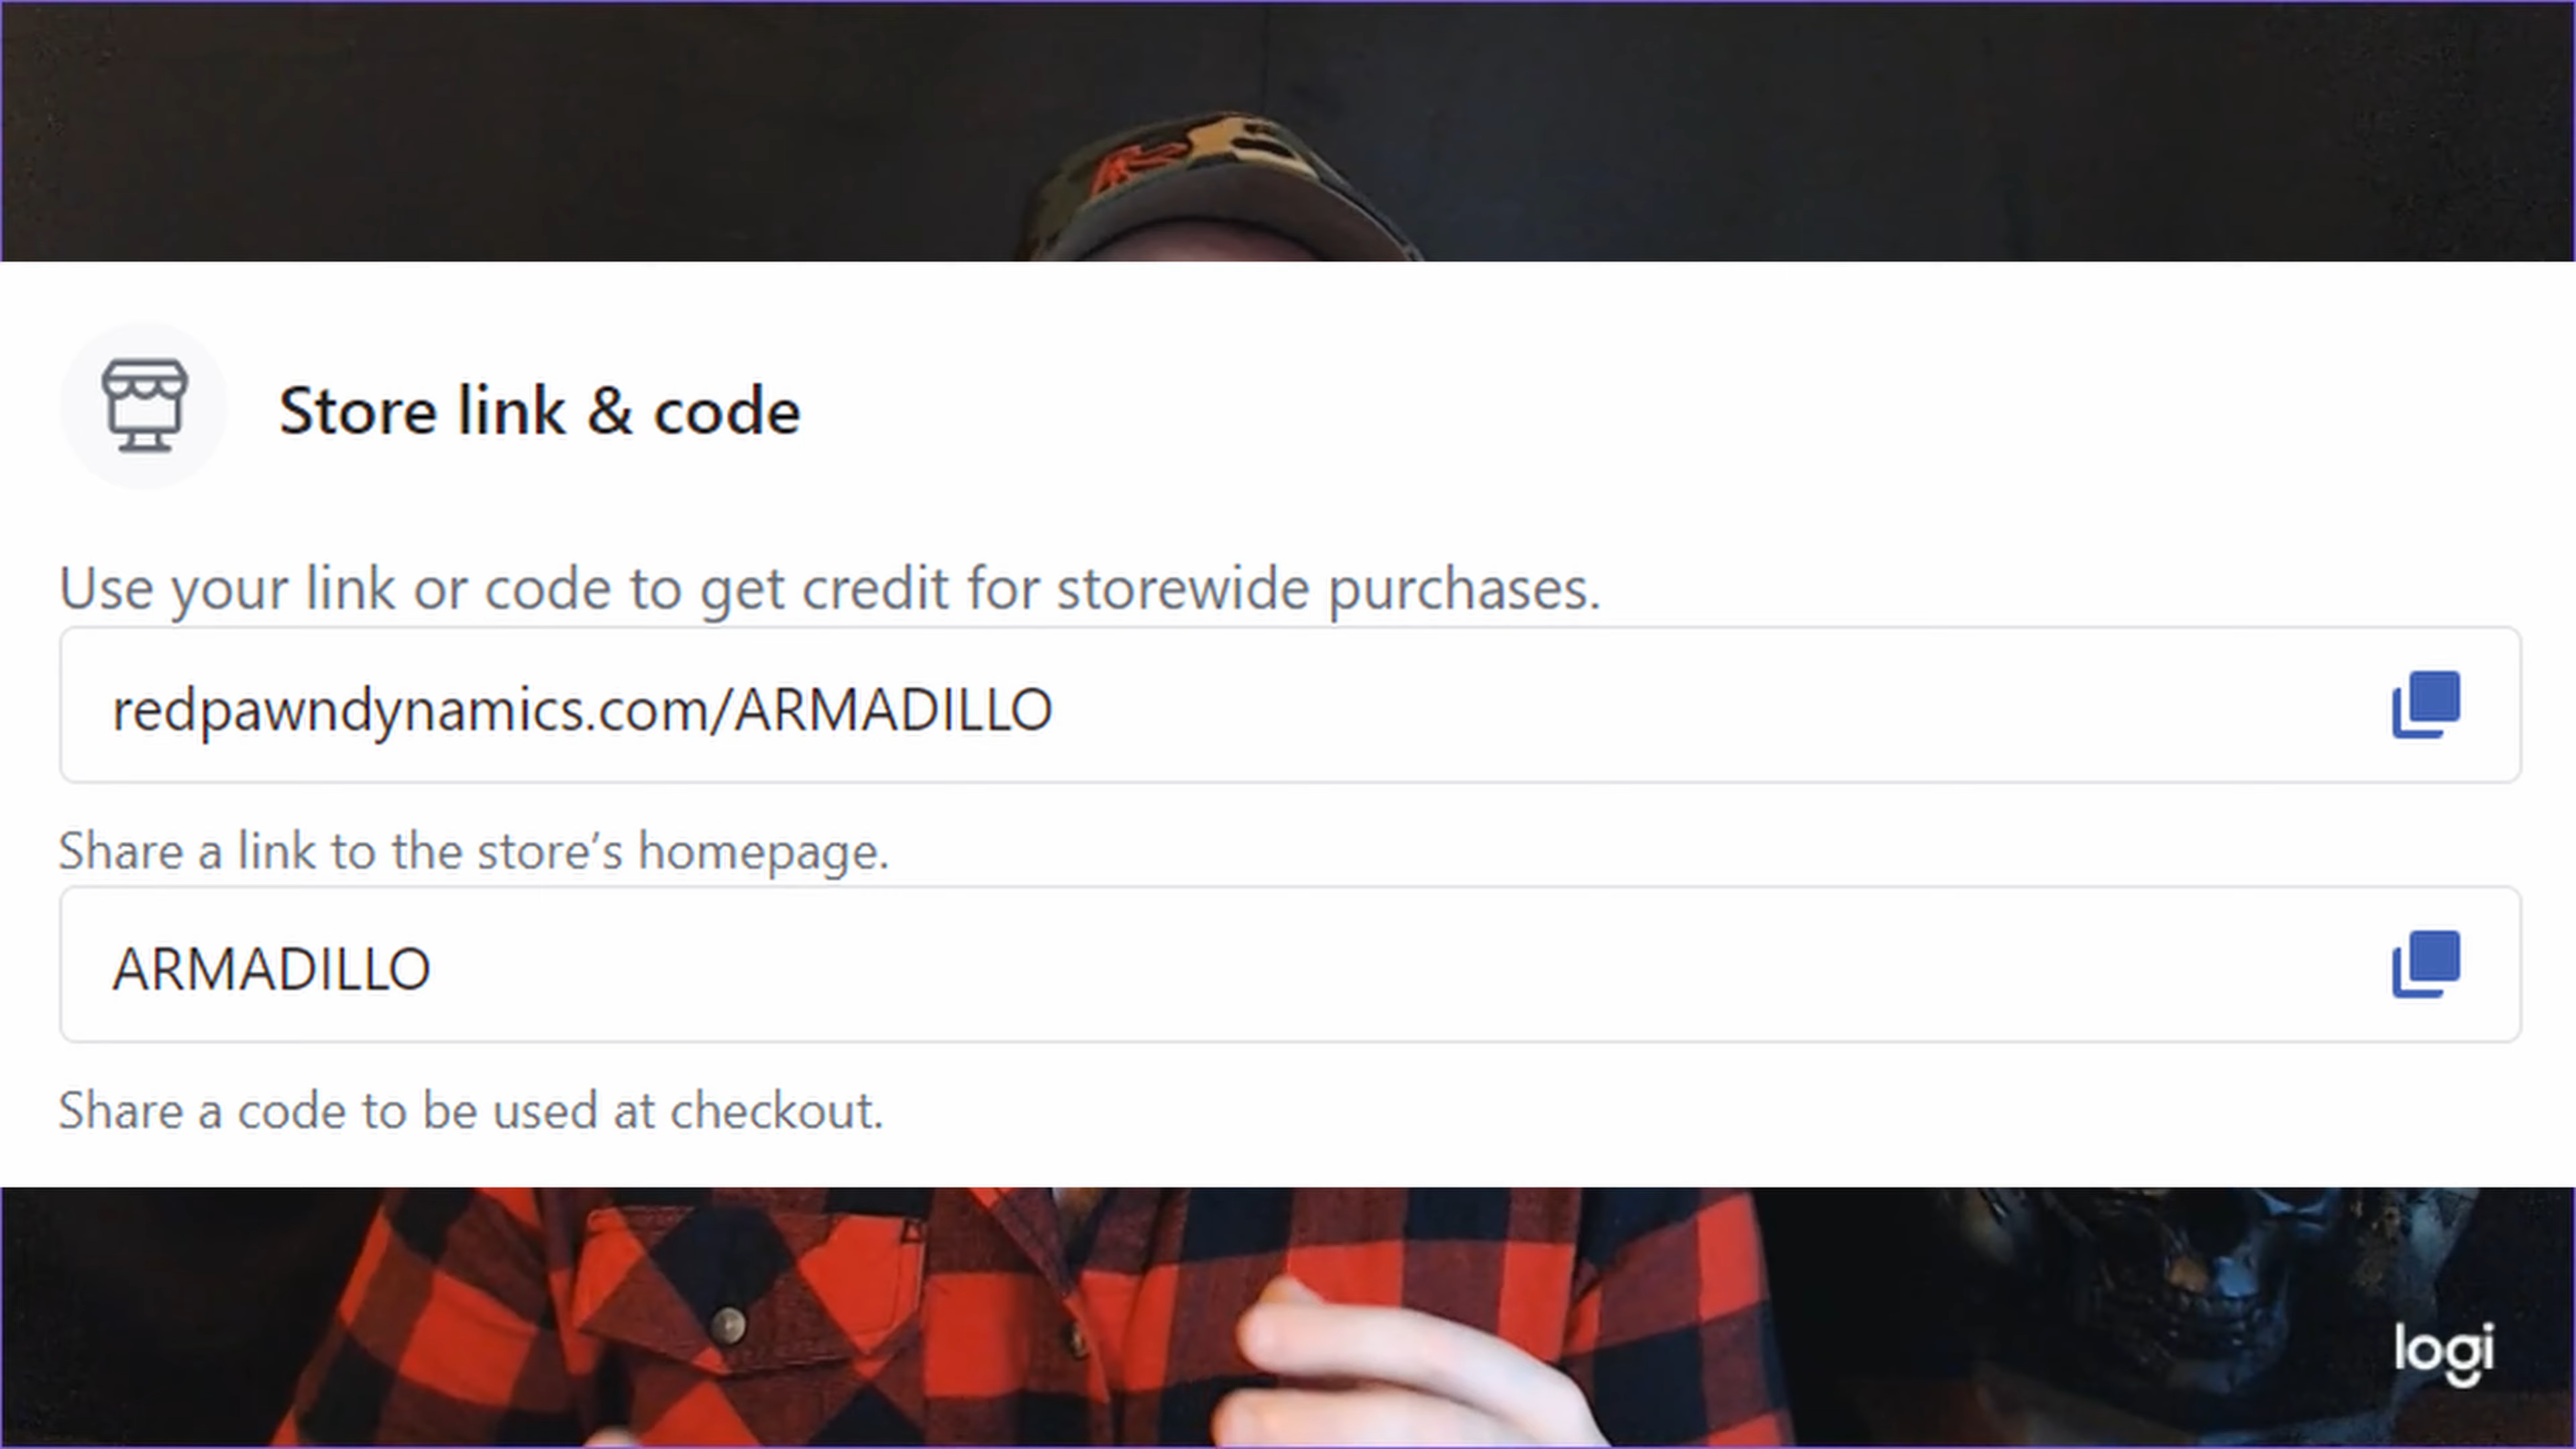 Store link & code
Use your link or code to get credit for storewide purchases.
redpawndynamics.com/ARMADILLO
Share a link to the store’s homepage.
ARMADILLO
Share a code to be used at checkout.
logi